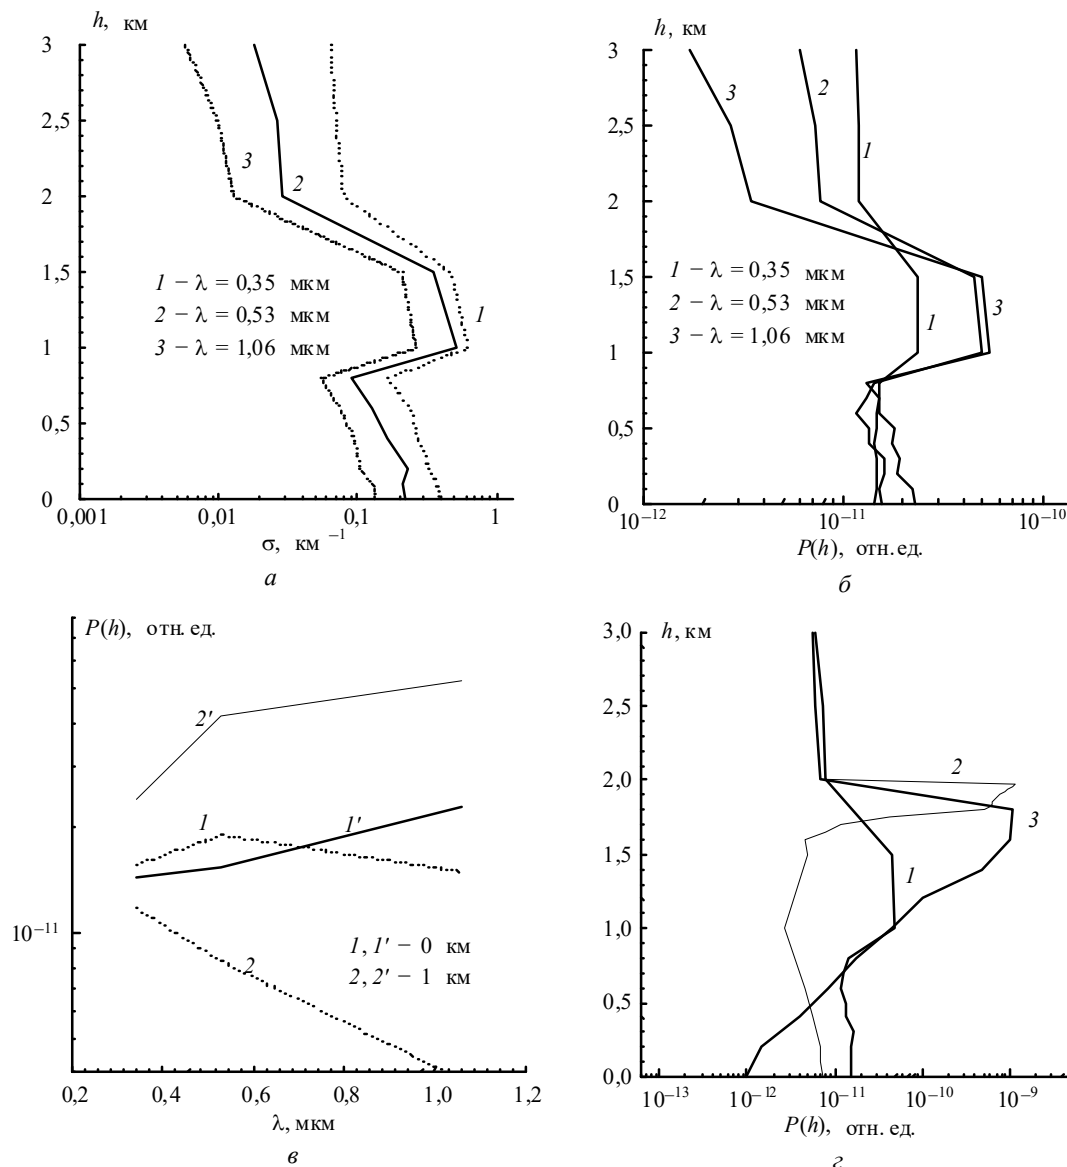 h, км
3
2,5
2
1,5
1
0,5
0
3
2
1
1 – λ = 0,35 мкм
2 – λ = 0,53 мкм
3 – λ = 1,06 мкм
0,001 0,01 0,1 1
σ, км ⁻¹
а
h, км
3
2,5
2
1,5
1
0,5
0
3
2
1
1
3
1 – λ = 0,35 мкм
2 – λ = 0,53 мкм
3 – λ = 1,06 мкм
10⁻¹² 10⁻¹¹ 10⁻¹⁰
P(h), отн.ед.
б
P(h), отн. ед.
10⁻¹¹
2'
1
1'
2
1, 1' – 0 км
2, 2' – 1 км
0,2 0,4 0,6 0,8 1,0
λ, мкм
в
h, км
3,0
2,5
2,0
1,5
1,0
0,5
0,0
2
3
1
10⁻¹³ 10⁻¹² 10⁻¹¹ 10⁻¹⁰ 10⁻⁹
P(h), отн. ед.
г